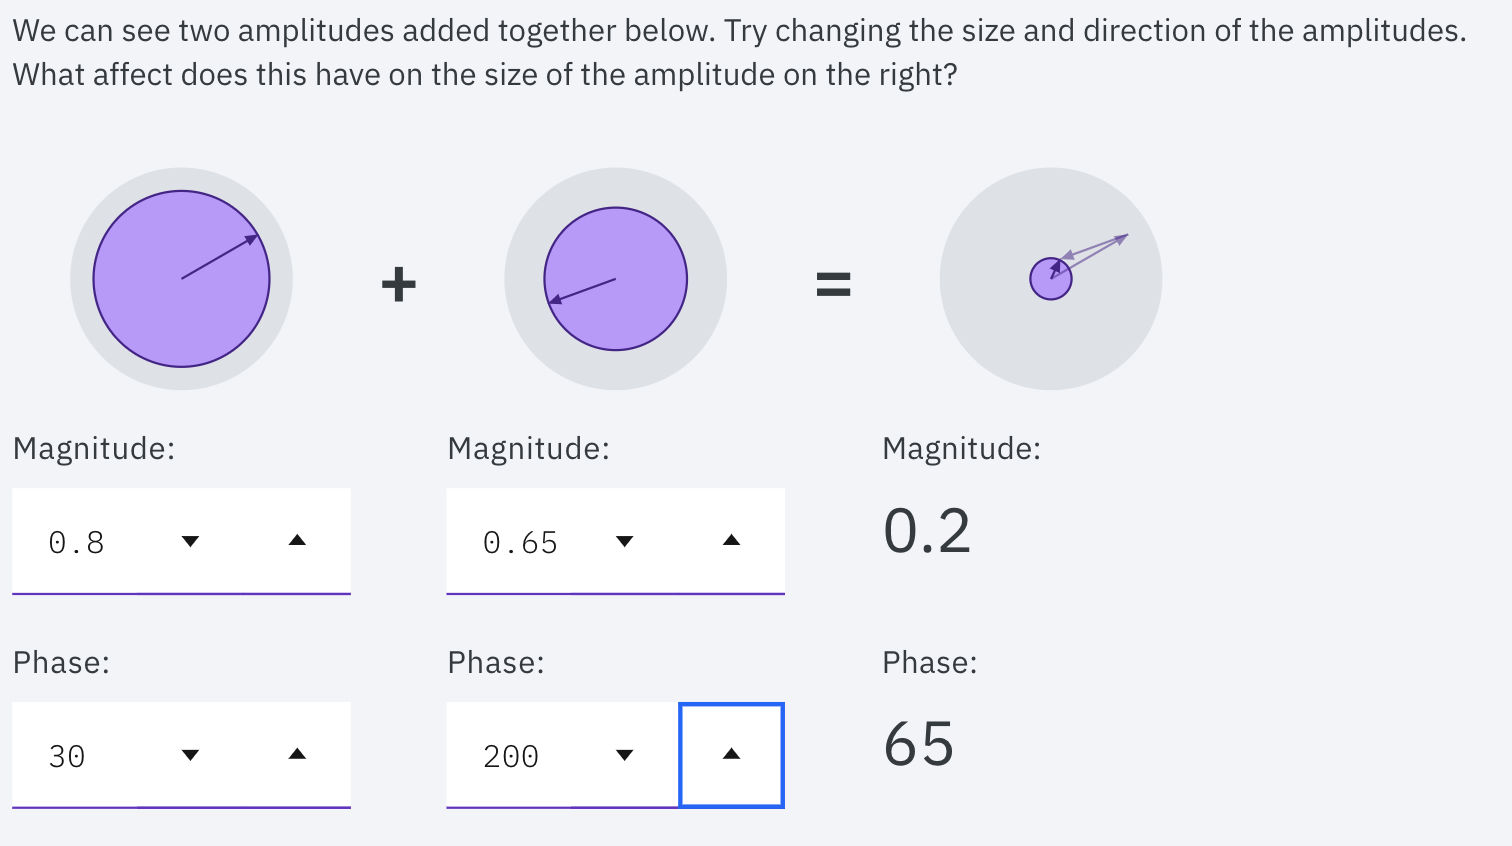 We can see two amplitudes added together below. Try changing the size and direction of the amplitudes.
What affect does this have on the size of the amplitude on the right?
+ =
Magnitude: Magnitude: Magnitude:
0.8 0.65 0.2
Phase: Phase: Phase:
30 200 65